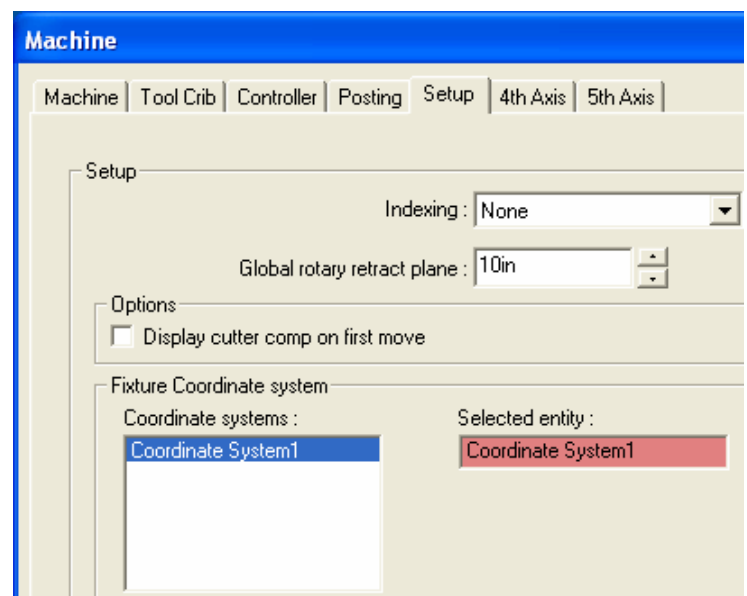 Machine
Machine Tool Crib Controller Posting Setup 4th Axis 5th Axis
Setup
Indexing : None
Global rotary retract plane : 10in
Options
Display cutter comp on first move
Fixture Coordinate system
Coordinate systems : Selected entity :
Coordinate System1 Coordinate System1